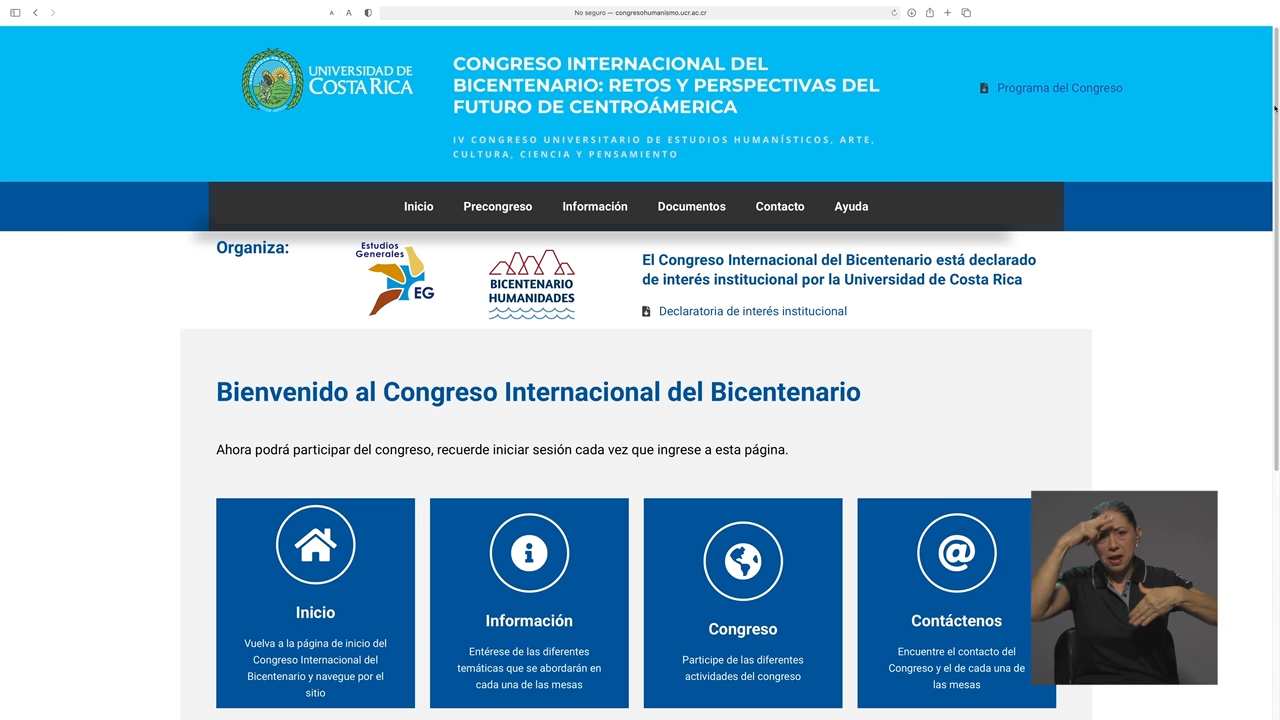 A A No seguro — congresohumanismo.ucr.ac.cr
UNIVERSIDAD DE
COSTA RICA
CONGRESO INTERNACIONAL DEL
BICENTENARIO: RETOS Y PERSPECTIVAS DEL
FUTURO DE CENTROÁMERICA
IV CONGRESO UNIVERSITARIO DE ESTUDIOS HUMANÍSTICOS, ARTE,
CULTURA, CIENCIA Y PENSAMIENTO
Programa del Congreso
Inicio Precongreso Información Documentos Contacto Ayuda
Organiza:
Estudios
Generales
EG
BICENTENARIO
HUMANIDADES
El Congreso Internacional del Bicentenario está declarado
de interés institucional por la Universidad de Costa Rica
Declaratoria de interés institucional
Bienvenido al Congreso Internacional del Bicentenario
Ahora podrá participar del congreso, recuerde iniciar sesión cada vez que ingrese a esta página.
Inicio
Vuelva a la página de inicio del
Congreso Internacional del
Bicentenario y navegue por el
sitio
Información
Entérese de las diferentes
temáticas que se abordarán en
cada una de las mesas
Congreso
Participe de las diferentes
actividades del congreso
@
Contáctenos
Encuentre el contacto del
Congreso y el de cada una de
las mesas